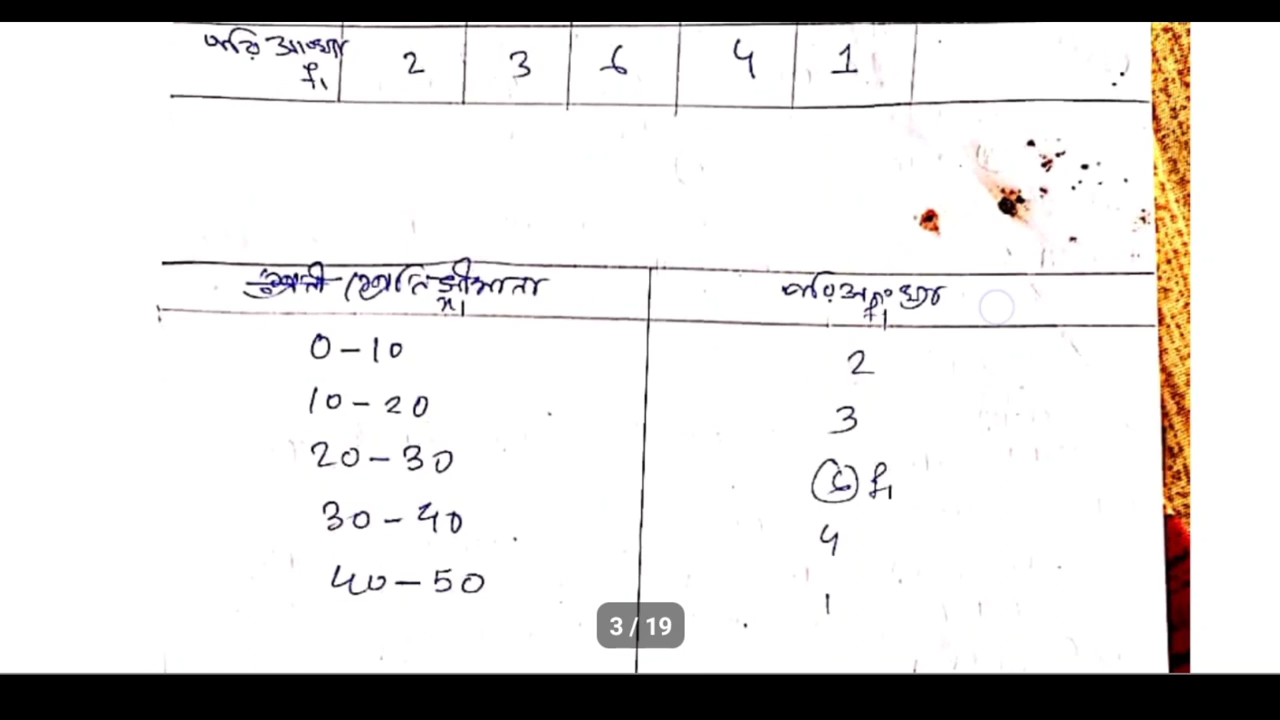 f₁ 2 3 6 4 1
পরিসংখ্যা
x₁ f₁
0-10 2
10-20 3
20-30 6 f₁
30-40 4
40-50 1
3 / 19